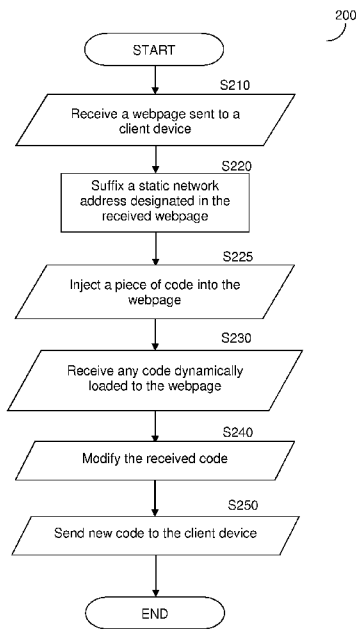 200
START
S210
Receive a webpage sent to a
client device
S220
Suffix a static network
address designated in the
received webpage
S225
Inject a piece of code into the
webpage
S230
Receive any code dynamically
loaded to the webpage
S240
Modify the received code
S250
Send new code to the client device
END